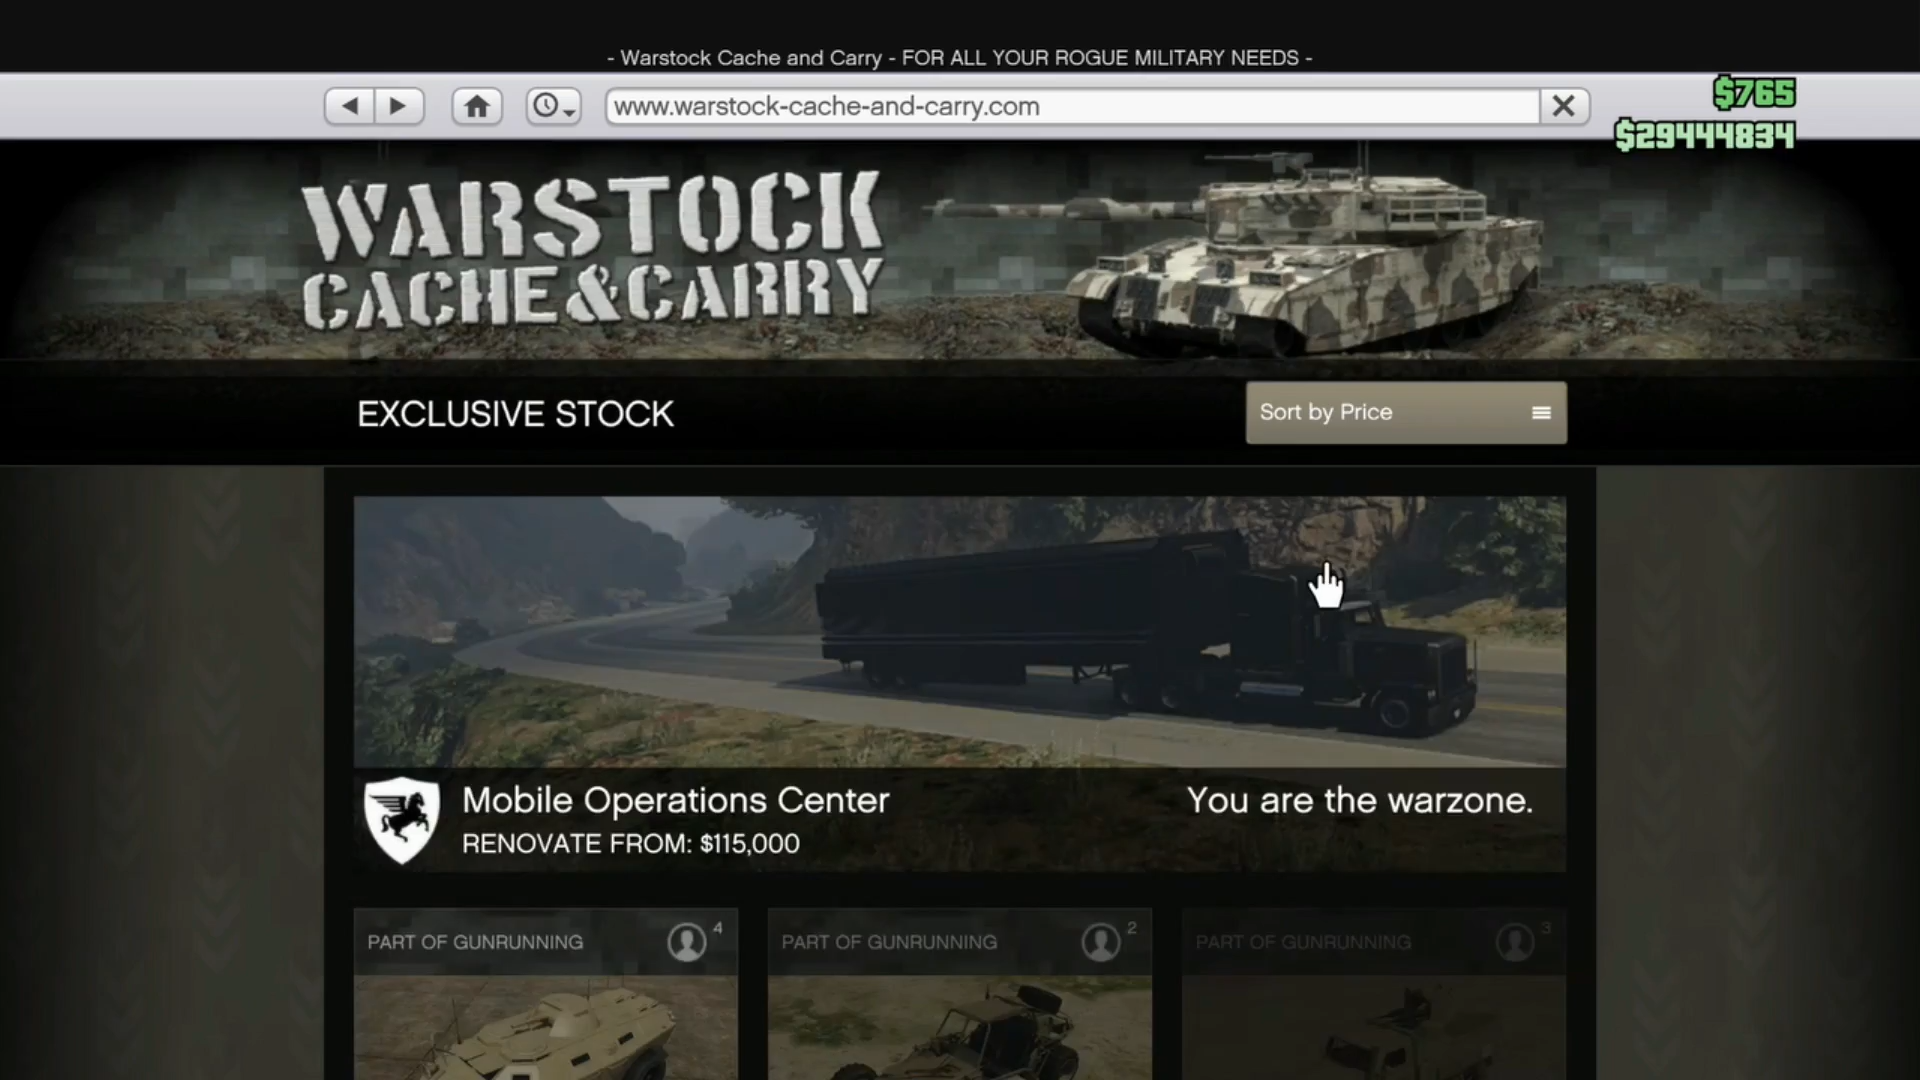 - Warstock Cache and Carry - FOR ALL YOUR ROGUE MILITARY NEEDS -
www.warstock-cache-and-carry.com
$765
$29444834
WARSTOCK
CACHE&CARRY
EXCLUSIVE STOCK
Sort by Price
Mobile Operations Center
You are the warzone.
RENOVATE FROM: $115,000
PART OF GUNRUNNING 4
PART OF GUNRUNNING 2
PART OF GUNRUNNING 3